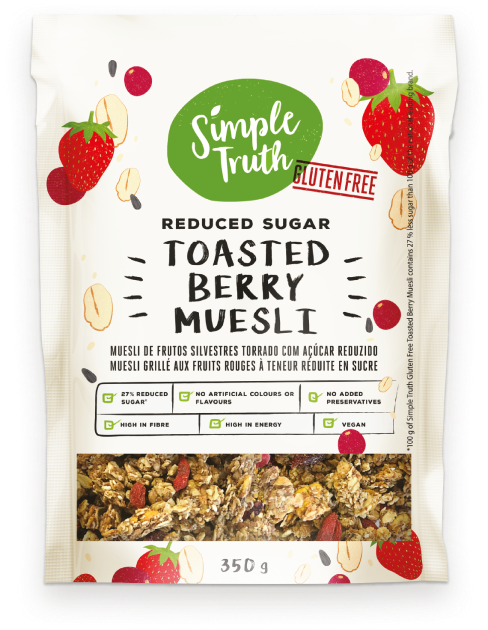 Simple
Truth
GLUTEN FREE
REDUCED SUGAR
TOASTED
BERRY
MUESLI
MUESLI DE FRUTOS SILVESTRES TORRADO COM AÇÚCAR REDUZIDO
MUESLI GRILLÉ AUX FRUITS ROUGES À TENEUR RÉDUITE EN SUCRE
27% REDUCED SUGAR*
NO ARTIFICIAL COLOURS OR FLAVOURS
NO ADDED PRESERVATIVES
HIGH IN FIBRE
HIGH IN ENERGY
VEGAN
*100 g of Simple Truth Gluten Free Toasted Berry Muesli contains 27 % less sugar than 100 g of
350 g